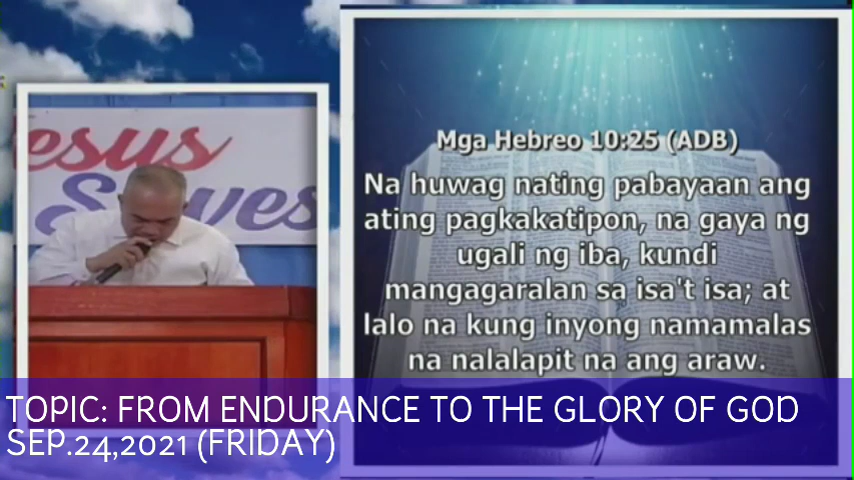 esus
Saves
Mga Hebreo 10:25 (ADB)
Na huwag nating pabayaan ang
ating pagkakatipon, na gaya ng
ugali ng iba, kundi
mangagaralan sa isa't isa; at
lalo na kung inyong namamalas
na nalalapit na ang araw.
TOPIC: FROM ENDURANCE TO THE GLORY OF GOD
SEP.24,2021 (FRIDAY)